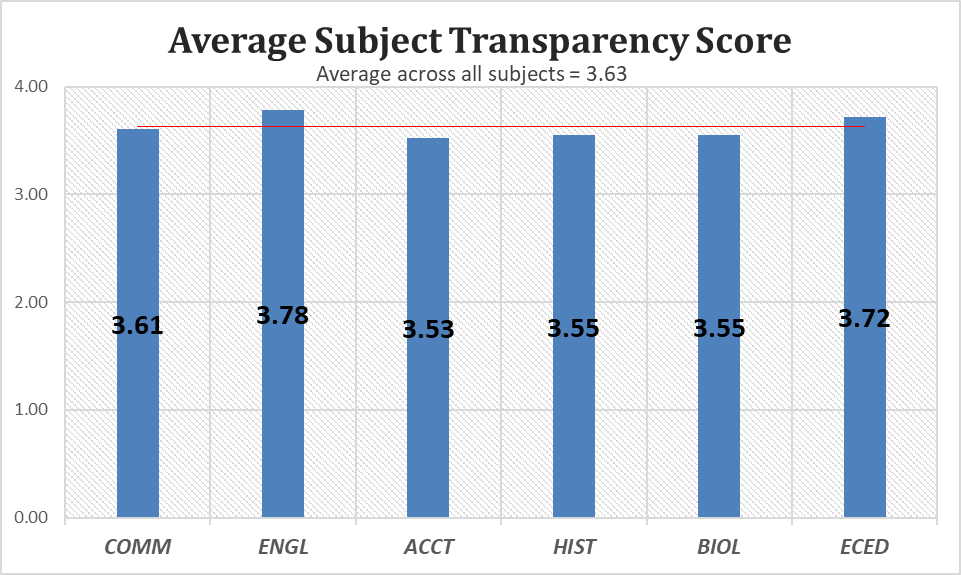 Average Subject Transparency Score
Average across all subjects = 3.63
4.00
3.00
2.00
1.00
0.00
3.61
3.78
3.53
3.55
3.55
3.72
COMM
ENGL
ACCT
HIST
BIOL
ECED